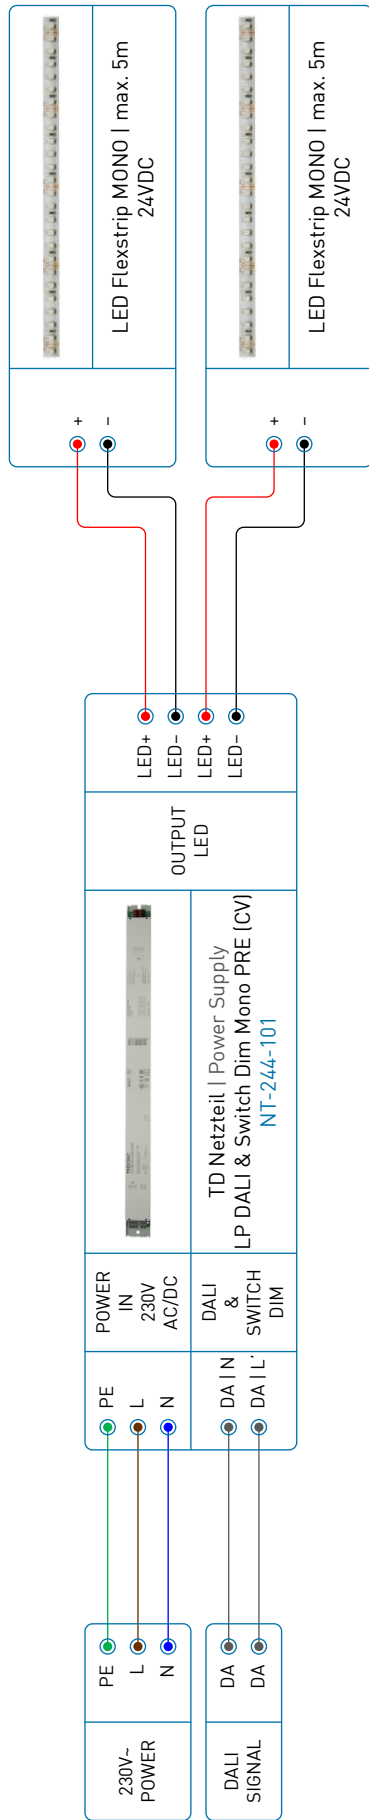 230V~
POWER
PE
L
N
DALI
SIGNAL
DA
DA
PE
L
N
POWER
IN
230V
AC/DC
DA | N
DA | L'
DALI
&
SWITCH
DIM
TD Netzteil | Power Supply
LP DALI & Switch Dim Mono PRE (CV)
NT-244-101
OUTPUT
LED
LED+
LED–
LED+
LED–
+
–
LED Flexstrip MONO | max. 5m
24VDC
+
–
LED Flexstrip MONO | max. 5m
24VDC